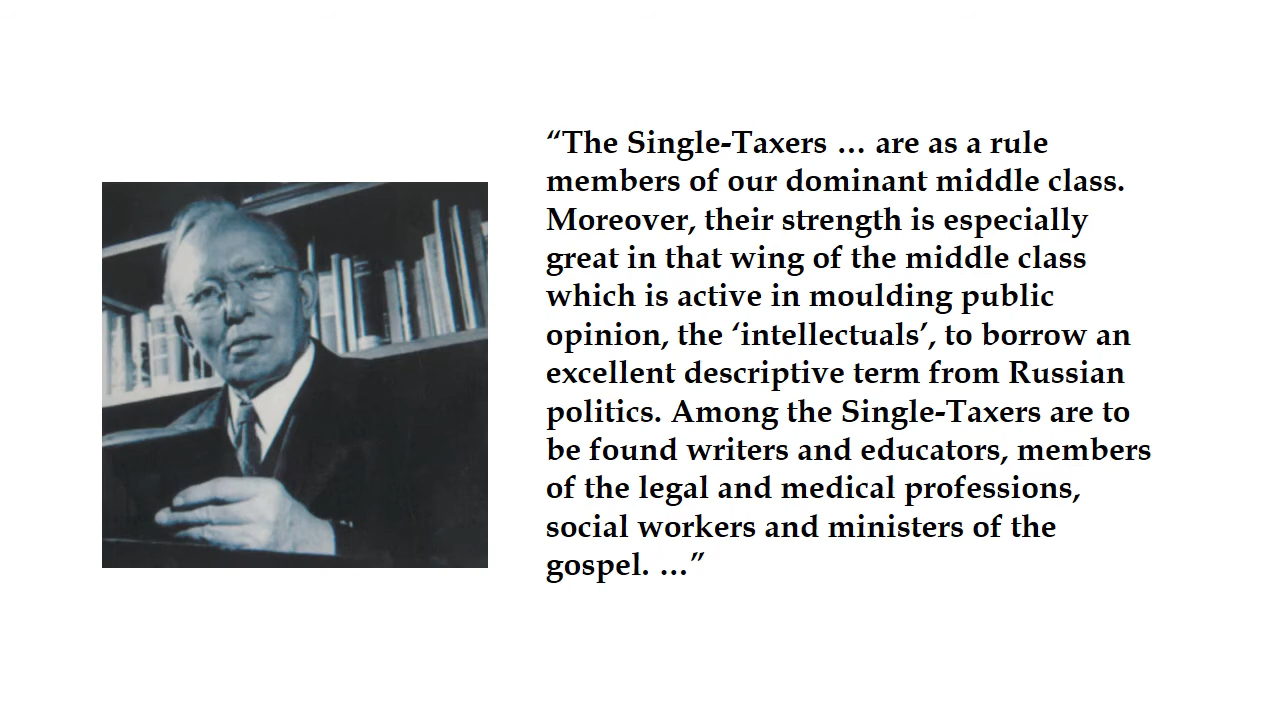 “The Single-Taxers … are as a rule
members of our dominant middle class.
Moreover, their strength is especially
great in that wing of the middle class
which is active in moulding public
opinion, the ‘intellectuals’, to borrow an
excellent descriptive term from Russian
politics. Among the Single-Taxers are to
be found writers and educators, members
of the legal and medical professions,
social workers and ministers of the
gospel. …”